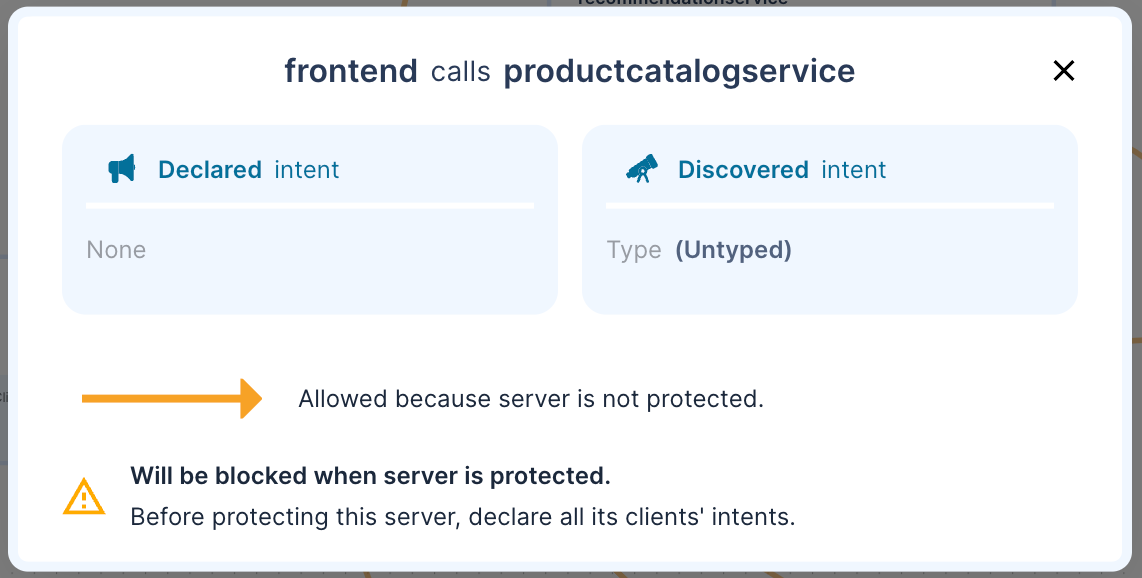 recommendationservice
frontend calls productcatalogservice
Declared intent
None
Discovered intent
Type (Untyped)
Allowed because server is not protected.
Will be blocked when server is protected.
Before protecting this server, declare all its clients' intents.